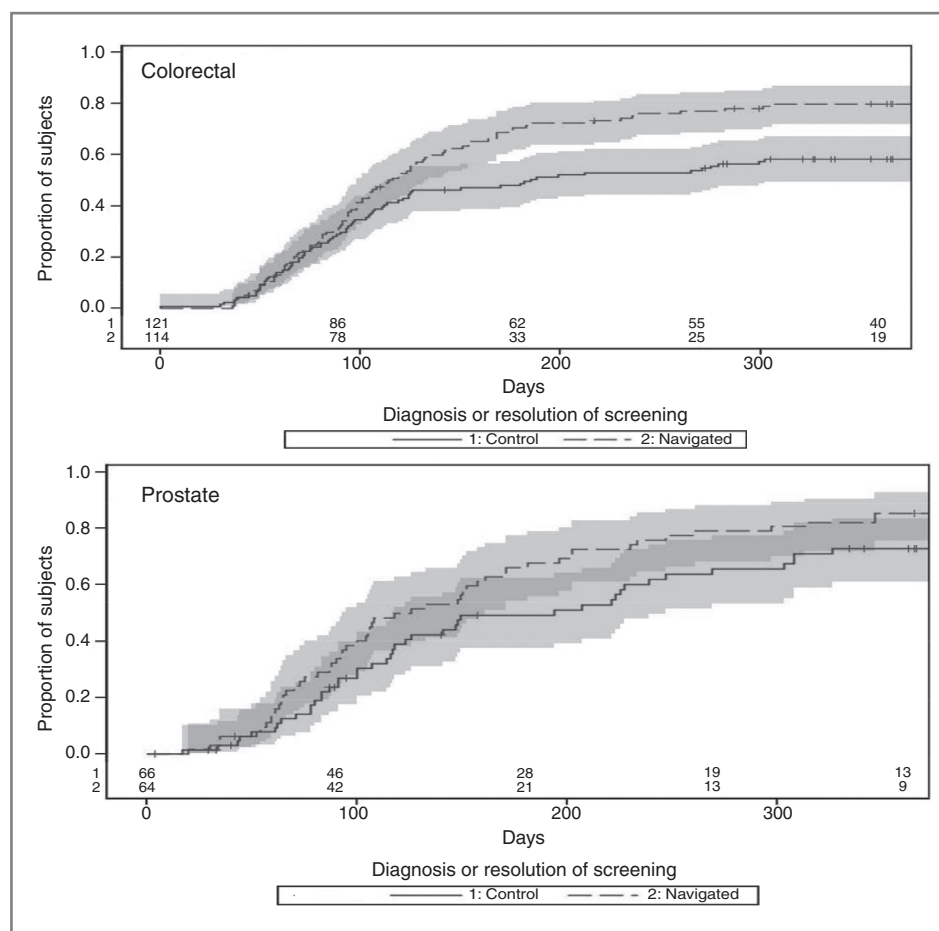 1.0
Colorectal
0.8
0.6
0.4
0.2
0.0
Proportion of subjects
1 121 86 62 55 40
2 114 78 33 25 19
0 100 200 300
Days
Diagnosis or resolution of screening
1: Control 2: Navigated
1.0
Prostate
0.8
0.6
0.4
0.2
0.0
Proportion of subjects
1 66 46 28 19 13
2 64 42 21 13 9
0 100 200 300
Days
Diagnosis or resolution of screening
1: Control 2: Navigated